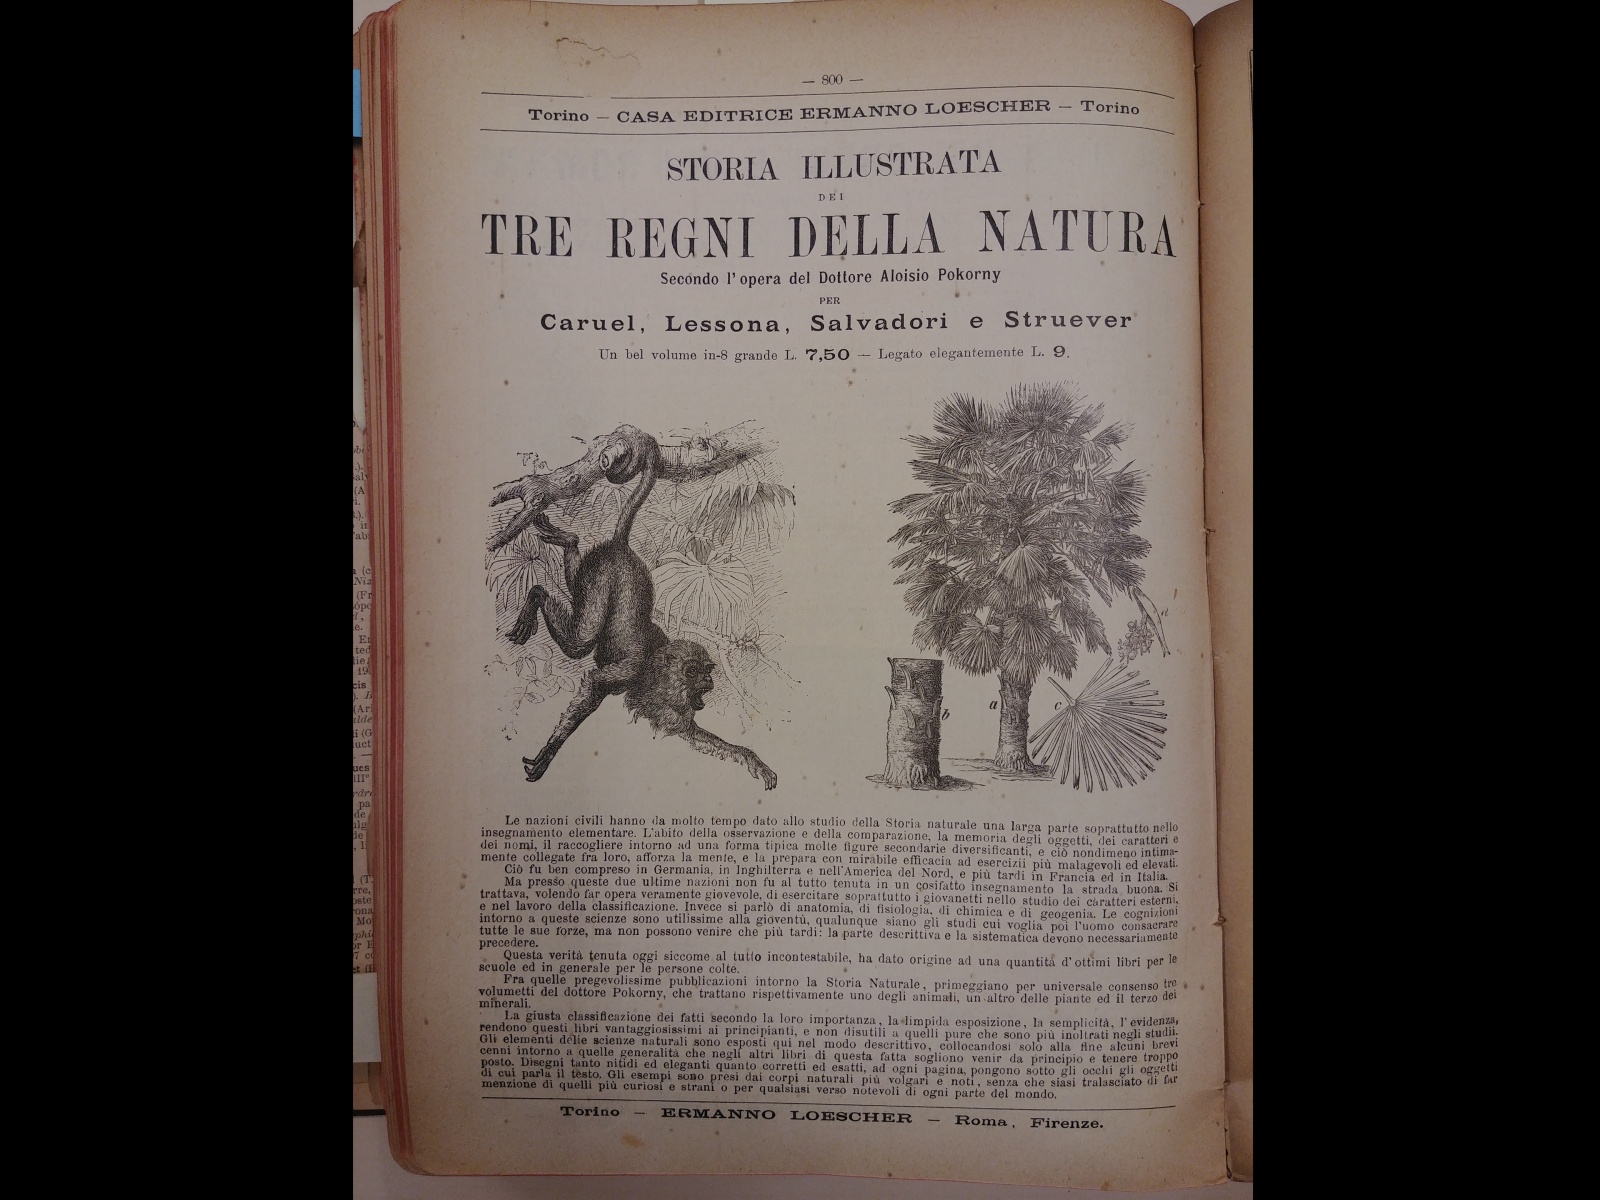 — 800 —
Torino — CASA EDITRICE ERMANNO LOESCHER — Torino
STORIA ILLUSTRATA
DEI
TRE REGNI DELLA NATURA
Secondo l'opera del Dottore Aloisio Pokorny
PER
Caruel, Lessona, Salvadori e Struever
Un bel volume in-8 grande L. 7,50 — Legato elegantemente L. 9.
d
b
a
c
Le nazioni civili hanno da molto tempo dato allo studio della Storia naturale una larga parte soprattutto nello
insegnamento elementare. L'abito della osservazione e della comparazione, la memoria degli oggetti, dei caratteri e
dei nomi, il raccogliere intorno ad una forma tipica molte figure secondarie diversificanti, e ciò nondimeno intima-
mente collegate fra loro, afforza la mente, e la prepara con mirabile efficacia ad esercizii più malagevoli ed elevati.
Ciò fu ben compreso in Germania, in Inghilterra e nell'America del Nord, e più tardi in Francia ed in Italia.
Ma presso queste due ultime nazioni non fu al tutto tenuta in un cosifatto insegnamento la strada buona. Si
trattava, volendo far opera veramente giovevole, di esercitare soprattutto i giovanetti nello studio dei caratteri esterni,
e nel lavoro della classificazione. Invece si parlò di anatomia, di fisiologia, di chimica e di geogenia. Le cognizioni
intorno a queste scienze sono utilissime alla gioventù, qualunque siano gli studi cui voglia poi l'uomo consacrare
tutte le sue forze, ma non possono venire che più tardi: la parte descrittiva e la sistematica devono necessariamente
precedere.
Questa verità tenuta oggi siccome al tutto incontestabile, ha dato origine ad una quantità d'ottimi libri per le
scuole ed in generale per le persone colte.
Fra quelle pregevolissime pubblicazioni intorno la Storia Naturale, primeggiano per universale consenso tre
volumetti del dottore Pokorny, che trattano rispettivamente uno degli animali, un altro delle piante ed il terzo dei
minerali.
La giusta classificazione dei fatti secondo la loro importanza, la limpida esposizione, la semplicità, l'evidenza,
rendono questi libri vantaggiosissimi ai principianti, e non disutili a quelli pure che sono più inoltrati negli studii.
Gli elementi delle scienze naturali sono esposti qui nel modo descrittivo, collocandosi solo alla fine alcuni brevi
cenni intorno a quelle generalità che negli altri libri di questa fatta sogliono venir da principio e tenere troppo
posto. Disegni tanto nitidi ed eleganti quanto corretti ed esatti, ad ogni pagina, pongono sotto gli occhi gli oggetti
di cui parla il testo. Gli esempi sono presi dai corpi naturali più volgari e noti, senza che siasi tralasciato di far
menzione di quelli più curiosi e strani o per qualsiasi verso notevoli di ogni parte del mondo.
Torino — ERMANNO LOESCHER — Roma, Firenze.